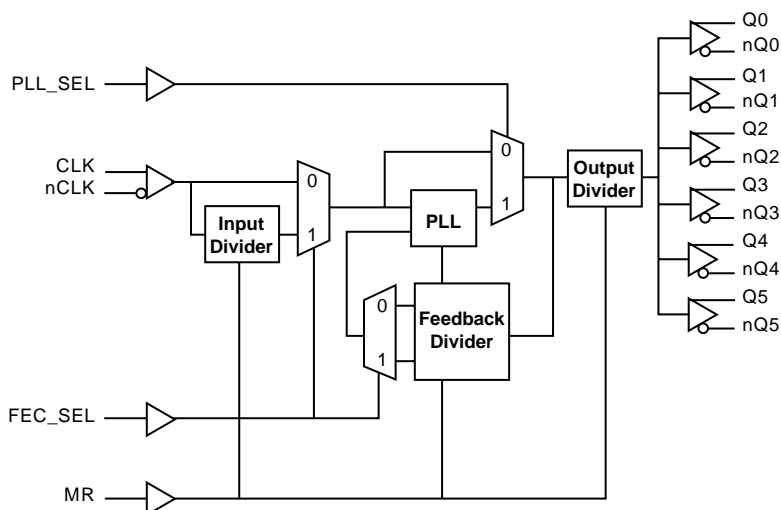 PLL_SEL
CLK
nCLK
Input
Divider
0
1
PLL
0
1
Feedback
Divider
0
1
Output
Divider
FEC_SEL
MR
Q0
nQ0
Q1
nQ1
Q2
nQ2
Q3
nQ3
Q4
nQ4
Q5
nQ5